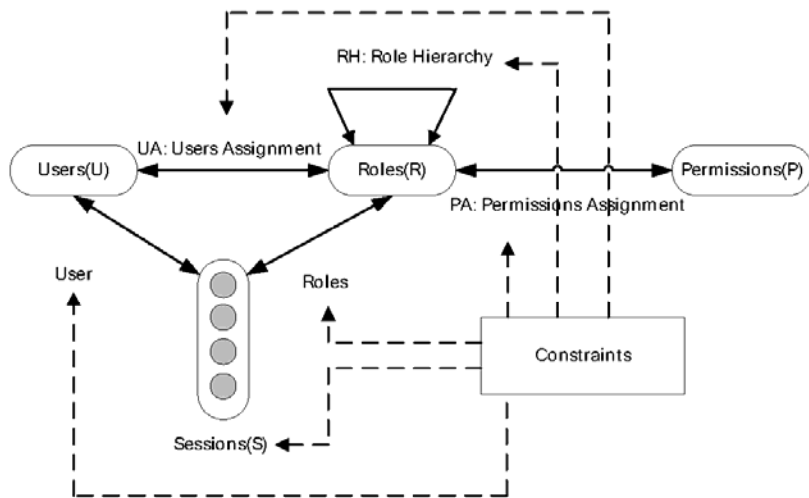 RH: Role Hierarchy
UA: Users Assignment
Users(U)
Roles(R)
Permissions(P)
PA: Permissions Assignment
User
Roles
Constraints
Sessions(S)